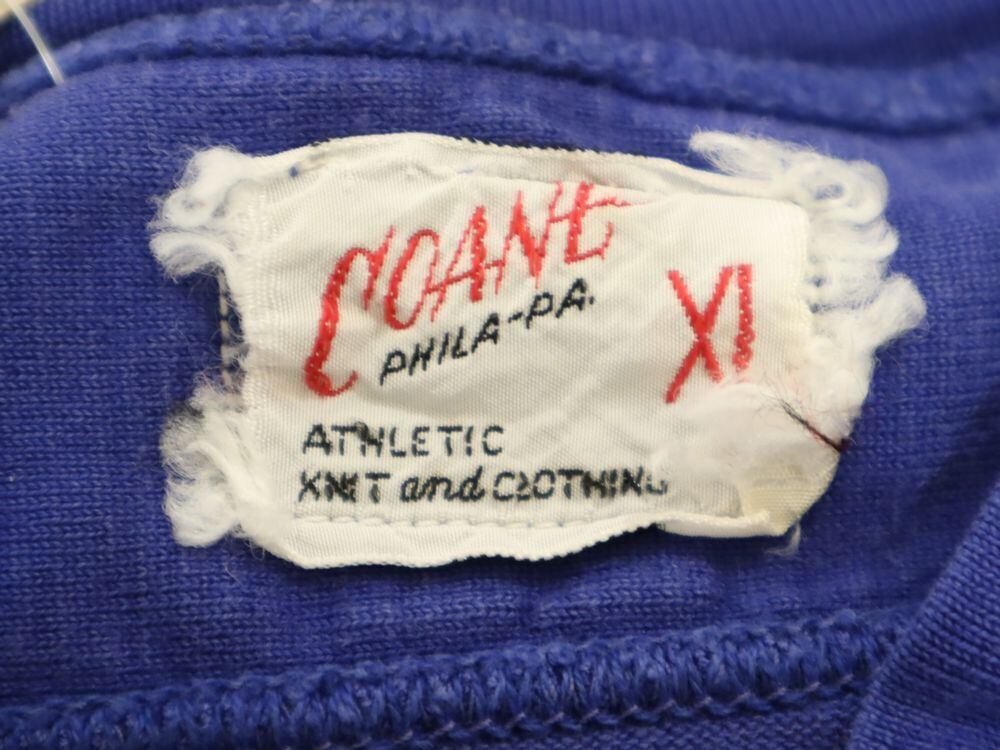 COANE
PHILA-PA.
XL
ATHLETIC
KNIT and CLOTHING